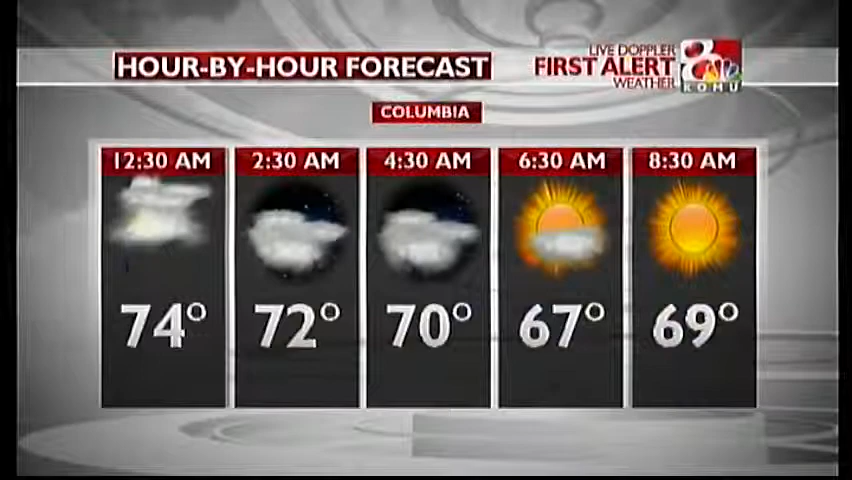 LIVE DOPPLER
HOUR-BY-HOUR FORECAST
FIRST ALERT
WEATHER
8
KOMU
COLUMBIA
12:30 AM 2:30 AM 4:30 AM 6:30 AM 8:30 AM
74° 72° 70° 67° 69°